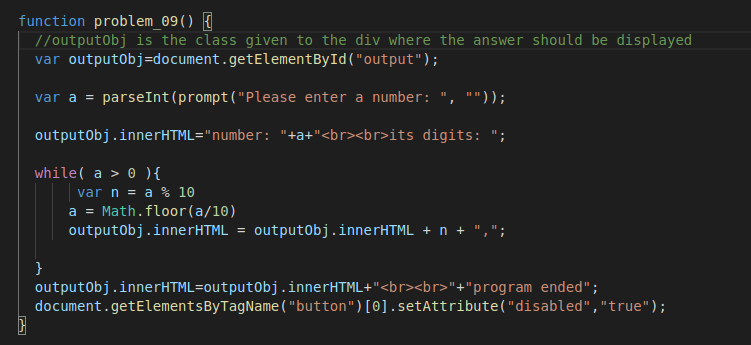 function problem_09() {
//outputObj is the class given to the div where the answer should be displayed
var outputObj=document.getElementById("output");
var a = parseInt(prompt("Please enter a number: ", ""));
outputObj.innerHTML="number: "+a+"<br><br>its digits: ";
while( a > 0 ){
var n = a % 10
a = Math.floor(a/10)
outputObj.innerHTML = outputObj.innerHTML + n + ",";
}
outputObj.innerHTML=outputObj.innerHTML+"<br><br>"+"program ended";
document.getElementsByTagName("button")[0].setAttribute("disabled","true");
}